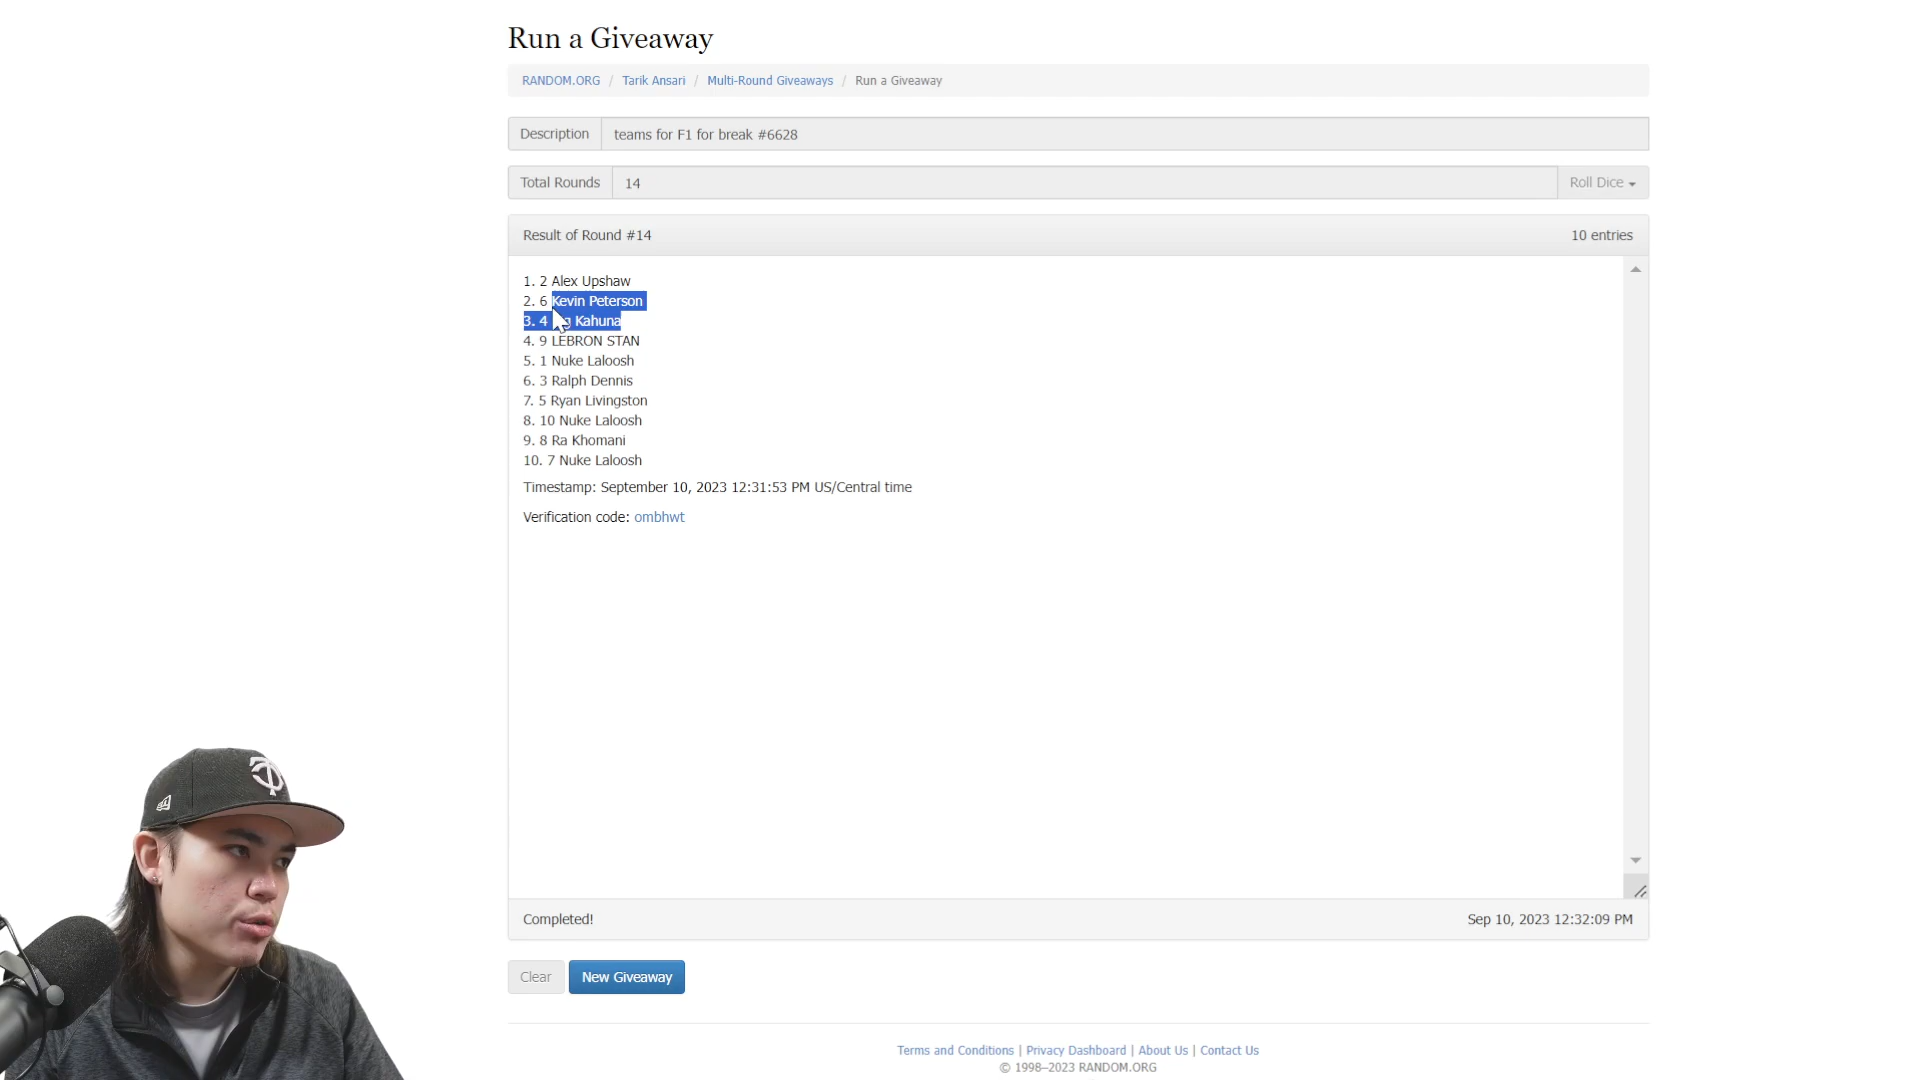 Run a Giveaway
RANDOM.ORG / Tarik Ansari / Multi-Round Giveaways / Run a Giveaway
Description teams for F1 for break #6628
Total Rounds 14 Roll Dice
Result of Round #14 10 entries
1. 2 Alex Upshaw
2. 6 Kevin Peterson
3. 4 Kahuna
4. 9 LEBRON STAN
5. 1 Nuke Laloosh
6. 3 Ralph Dennis
7. 5 Ryan Livingston
8. 10 Nuke Laloosh
9. 8 Ra Khomani
10. 7 Nuke Laloosh
Timestamp: September 10, 2023 12:31:53 PM US/Central time
Verification code: ombhwt
Completed! Sep 10, 2023 12:32:09 PM
Clear New Giveaway
Terms and Conditions | Privacy Dashboard | About Us | Contact Us
© 1998–2023 RANDOM.ORG